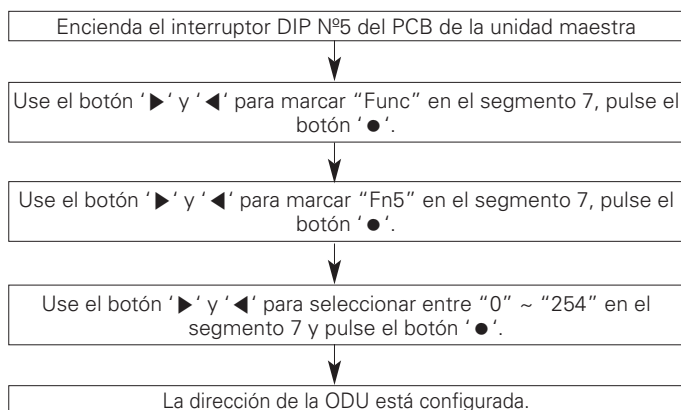 Encienda el interruptor DIP Nº5 del PCB de la unidad maestra
Use el botón ‘▶‘ y ‘◀‘ para marcar “Func” en el segmento 7, pulse el
botón ‘●‘.
Use el botón ‘▶‘ y ‘◀‘ para marcar “Fn5” en el segmento 7, pulse el
botón ‘●‘.
Use el botón ‘▶‘ y ‘◀‘ para seleccionar entre “0” ~ “254” en el
segmento 7 y pulse el botón ‘●‘.
La dirección de la ODU está configurada.